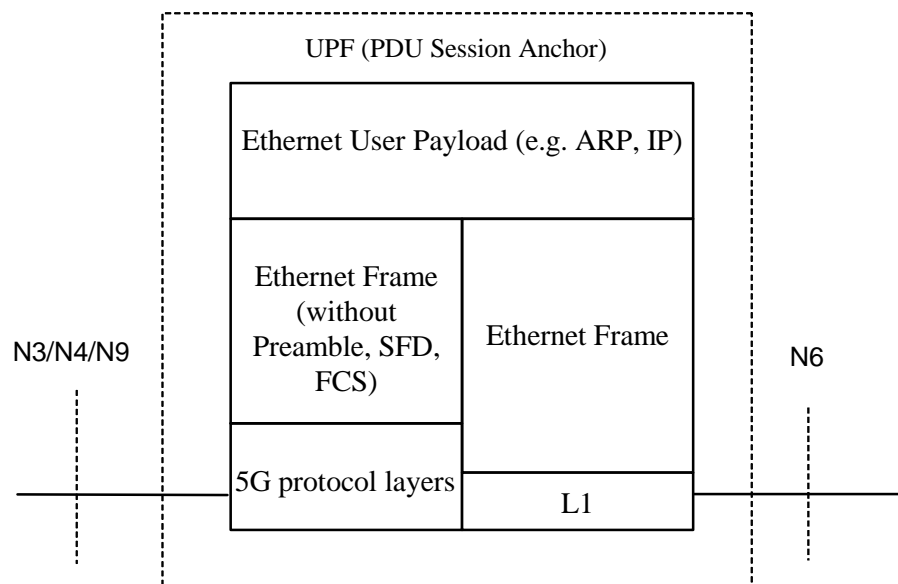 UPF (PDU Session Anchor)
Ethernet User Payload (e.g. ARP, IP)
Ethernet Frame
(without
Preamble, SFD,
FCS)
Ethernet Frame
N3/N4/N9
N6
5G protocol layers
L1